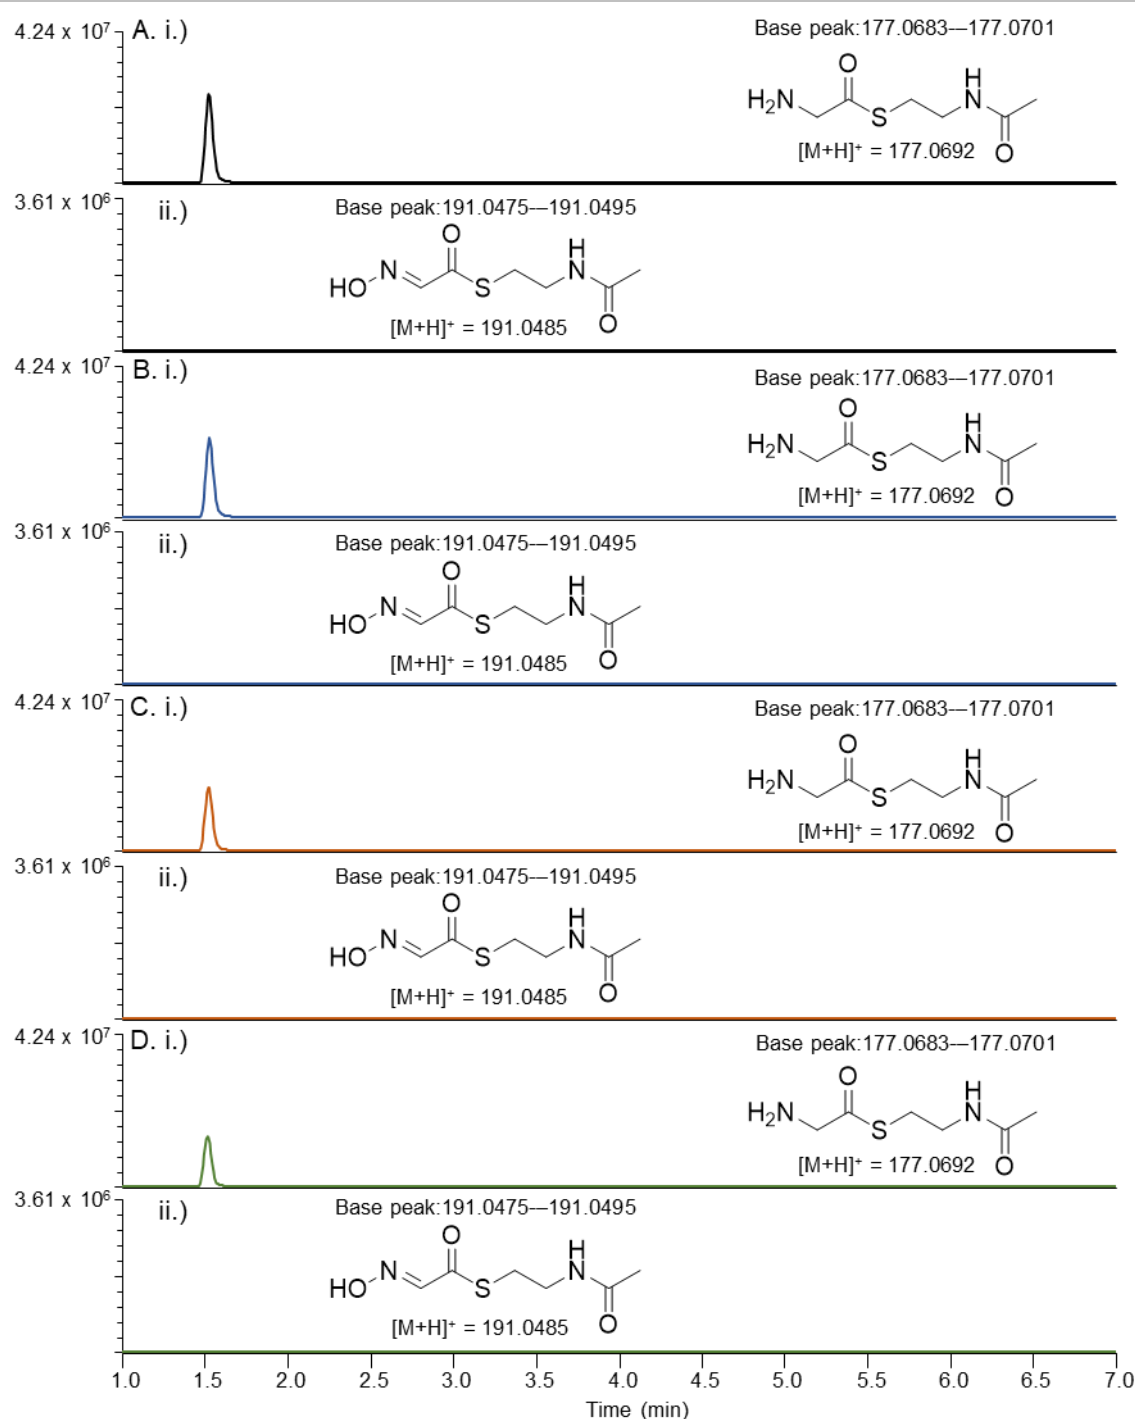 4.24 x 10⁷ A. i.) Base peak:177.0683-–177.0701
O
H₂N S H N
[M+H]⁺ = 177.0692 O
3.61 x 10⁶ ii.) Base peak:191.0475-–191.0495
O
HO N S H N
[M+H]⁺ = 191.0485 O
4.24 x 10⁷ B. i.) Base peak:177.0683-–177.0701
O
H₂N S H N
[M+H]⁺ = 177.0692 O
3.61 x 10⁶ ii.) Base peak:191.0475-–191.0495
O
HO N S H N
[M+H]⁺ = 191.0485 O
4.24 x 10⁷ C. i.) Base peak:177.0683-–177.0701
O
H₂N S H N
[M+H]⁺ = 177.0692 O
3.61 x 10⁶ ii.) Base peak:191.0475-–191.0495
O
HO N S H N
[M+H]⁺ = 191.0485 O
4.24 x 10⁷ D. i.) Base peak:177.0683-–177.0701
O
H₂N S H N
[M+H]⁺ = 177.0692 O
3.61 x 10⁶ ii.) Base peak:191.0475-–191.0495
O
HO N S H N
[M+H]⁺ = 191.0485 O
1.0 1.5 2.0 2.5 3.0 3.5 4.0 4.5 5.0 5.5 6.0 6.5 7.0
Time (min)